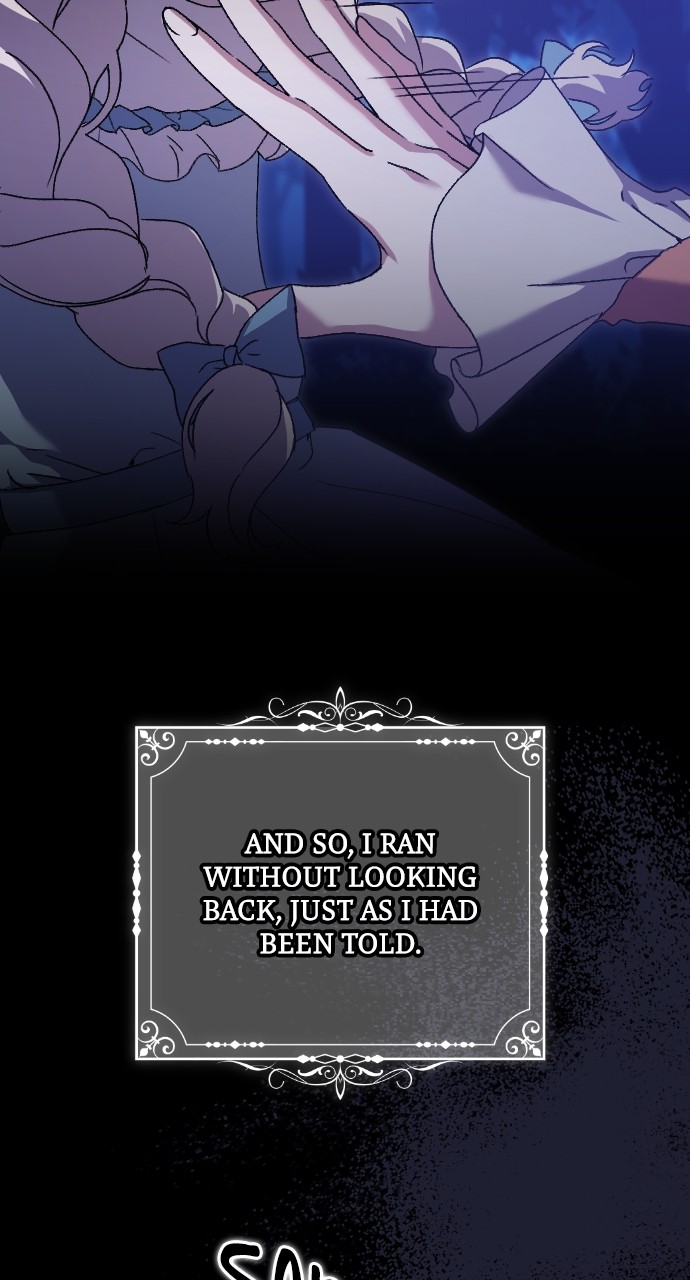 AND SO, I RAN
WITHOUT LOOKING
BACK, JUST AS I HAD
BEEN TOLD.